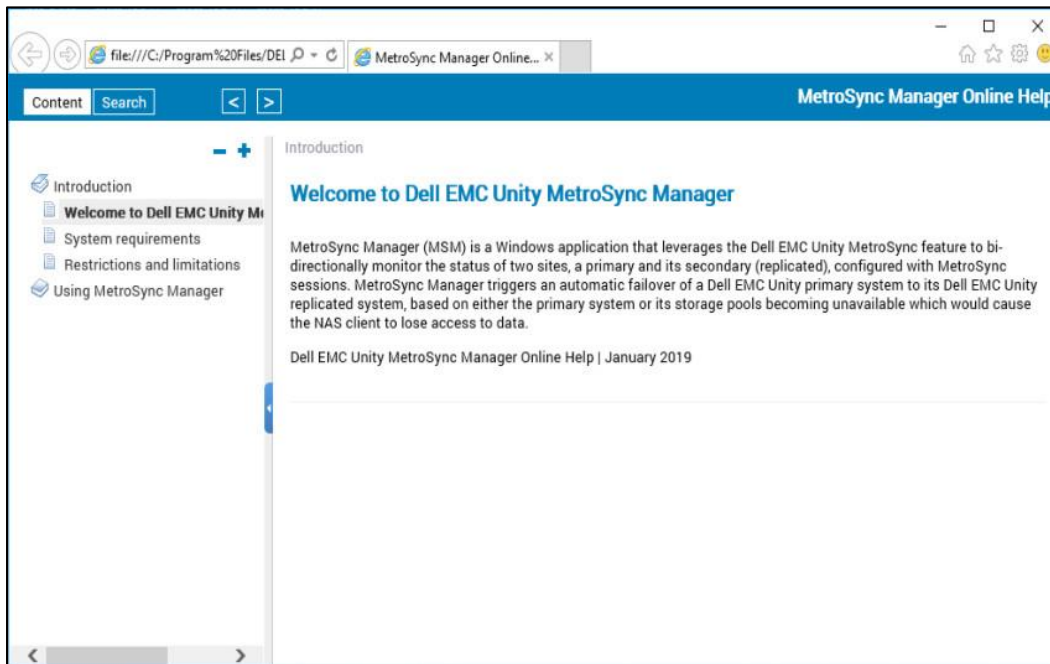 file:///C:/Program%20Files/DEI
MetroSync Manager Online...
Content
Search
<
>
MetroSync Manager Online Help
Introduction
Welcome to Dell EMC Unity
System requirements
Restrictions and limitations
Using MetroSync Manager
Introduction
Welcome to Dell EMC Unity MetroSync Manager
MetroSync Manager (MSM) is a Windows application that leverages the Dell EMC Unity MetroSync feature to bi-
directionally monitor the status of two sites, a primary and its secondary (replicated), configured with MetroSync
sessions. MetroSync Manager triggers an automatic failover of a Dell EMC Unity primary system to its Dell EMC Unity
replicated system, based on either the primary system or its storage pools becoming unavailable which would cause
the NAS client to lose access to data.
Dell EMC Unity MetroSync Manager Online Help | January 2019